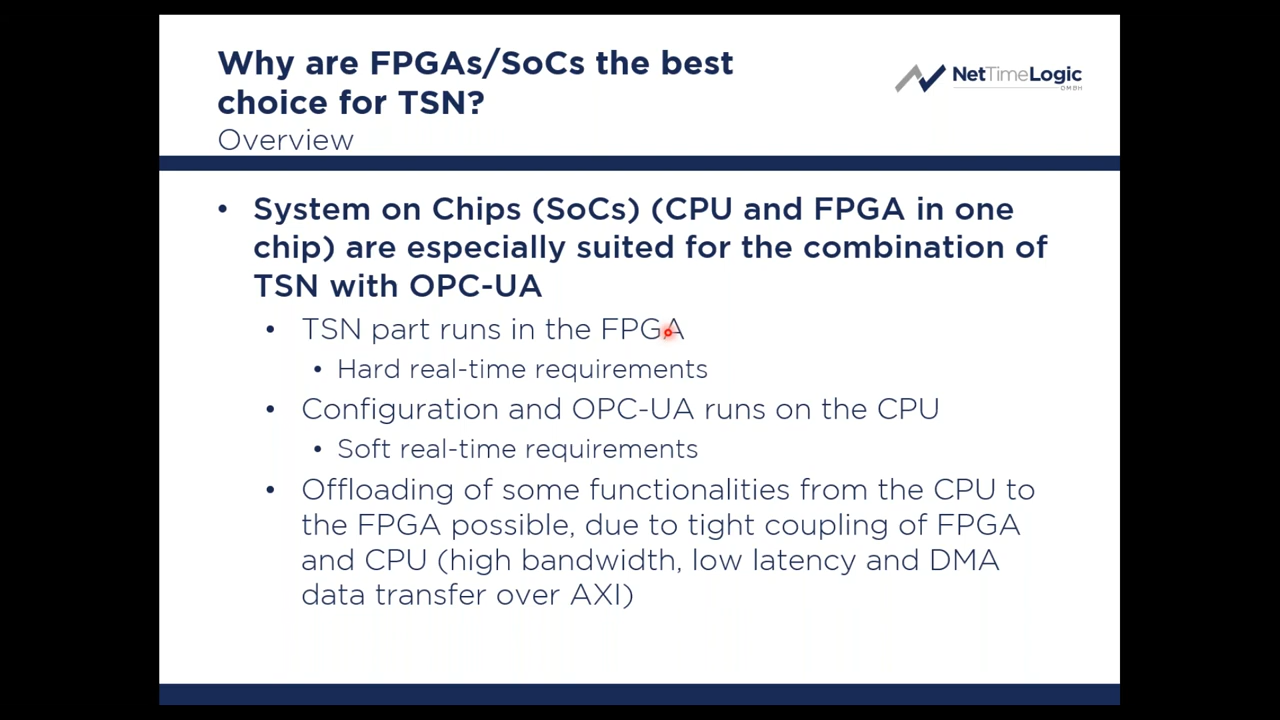 Why are FPGAs/SoCs the best
choice for TSN?
Overview
NetTimeLogic
GMBH
• System on Chips (SoCs) (CPU and FPGA in one
chip) are especially suited for the combination of
TSN with OPC-UA
• TSN part runs in the FPGA
• Hard real-time requirements
• Configuration and OPC-UA runs on the CPU
• Soft real-time requirements
• Offloading of some functionalities from the CPU to
the FPGA possible, due to tight coupling of FPGA
and CPU (high bandwidth, low latency and DMA
data transfer over AXI)